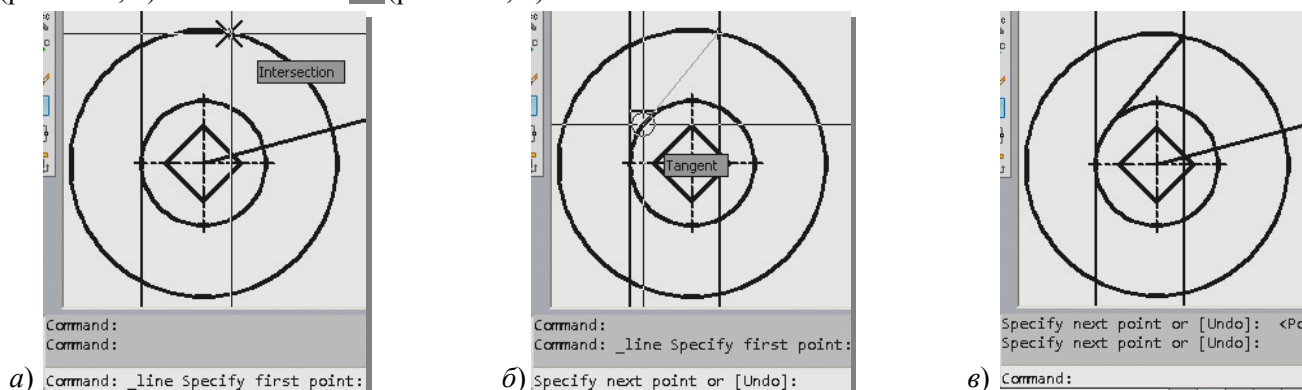 Intersection
Command:
Command:
а) Command: _line Specify first point:
Tangent
Command:
Command: _line Specify first point:
б) Specify next point or [Undo]:
Specify next point or [Undo]: <Po
Specify next point or [Undo]:
в) Command: